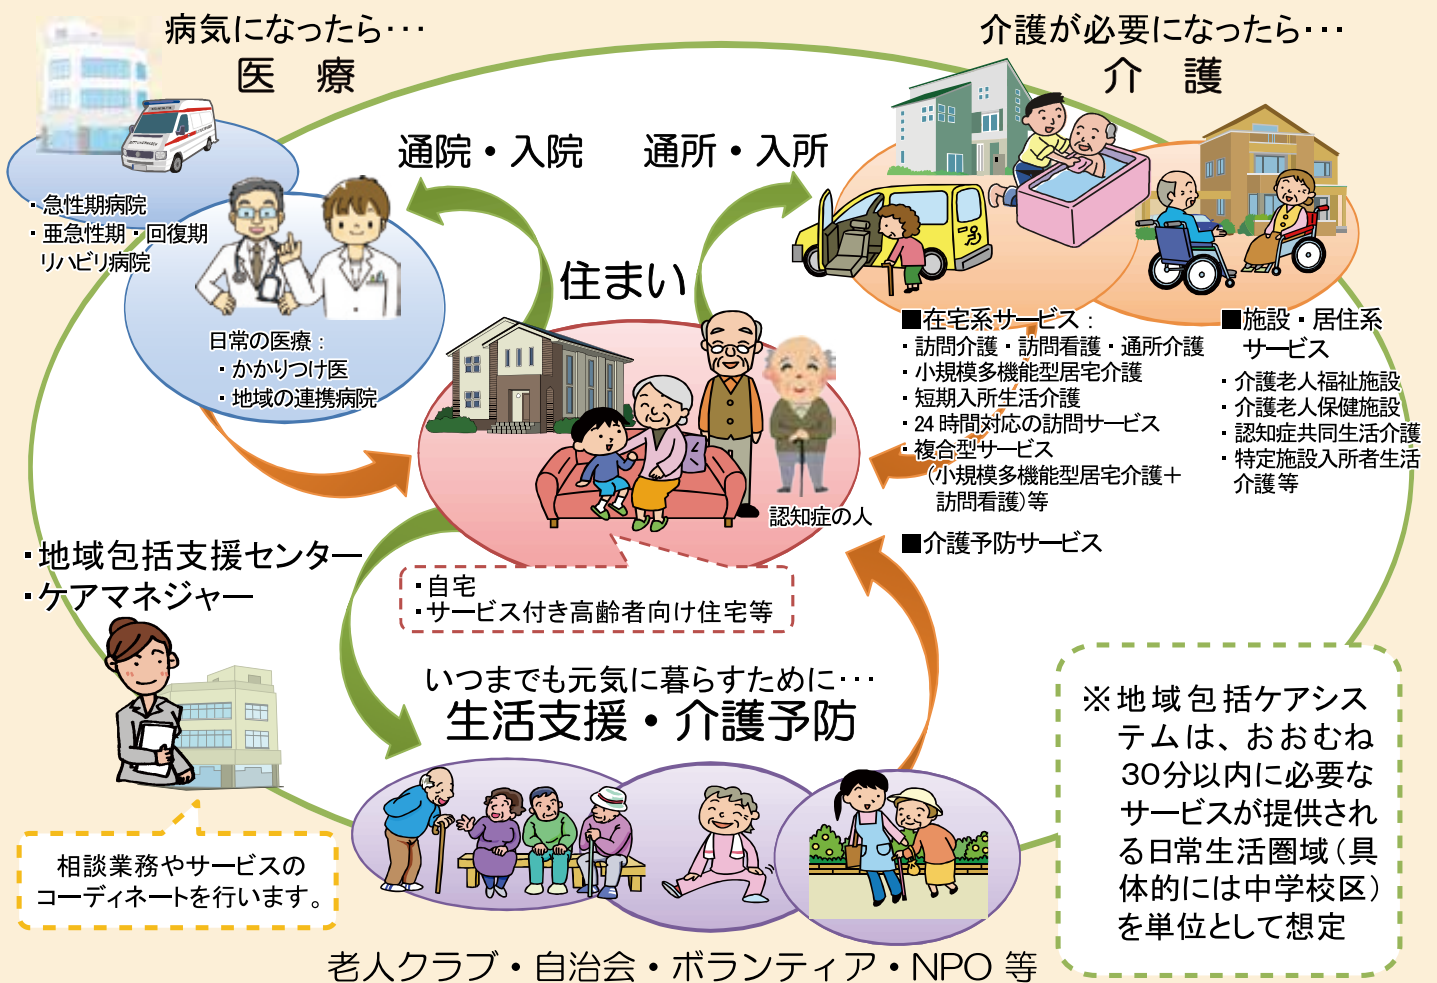 病気になったら…
医 療
介護が必要になったら…
介 護
通院・入院
通所・入所
・急性期病院
・亜急性期・回復期
リハビリ病院
日常の医療：
・かかりつけ医
・地域の連携病院
住まい
認知症の人
・自宅
・サービス付き高齢者向け住宅等
■在宅系サービス：
・訪問介護・訪問看護・通所介護
・小規模多機能型居宅介護
・短期入所生活介護
・24時間対応の訪問サービス
・複合型サービス
（小規模多機能型居宅介護＋
訪問看護）等
■介護予防サービス
■施設・居住系
サービス
・介護老人福祉施設
・介護老人保健施設
・認知症共同生活介護
・特定施設入所者生活
介護等
・地域包括支援センター
・ケアマネジャー
相談業務やサービスの
コーディネートを行います。
いつまでも元気に暮らすために…
生活支援・介護予防
老人クラブ・自治会・ボランティア・NPO 等
※地域包括ケアシス
テムは、おおむね
30分以内に必要な
サービスが提供され
る日常生活圏域（具
体的には中学校区）
を単位として想定